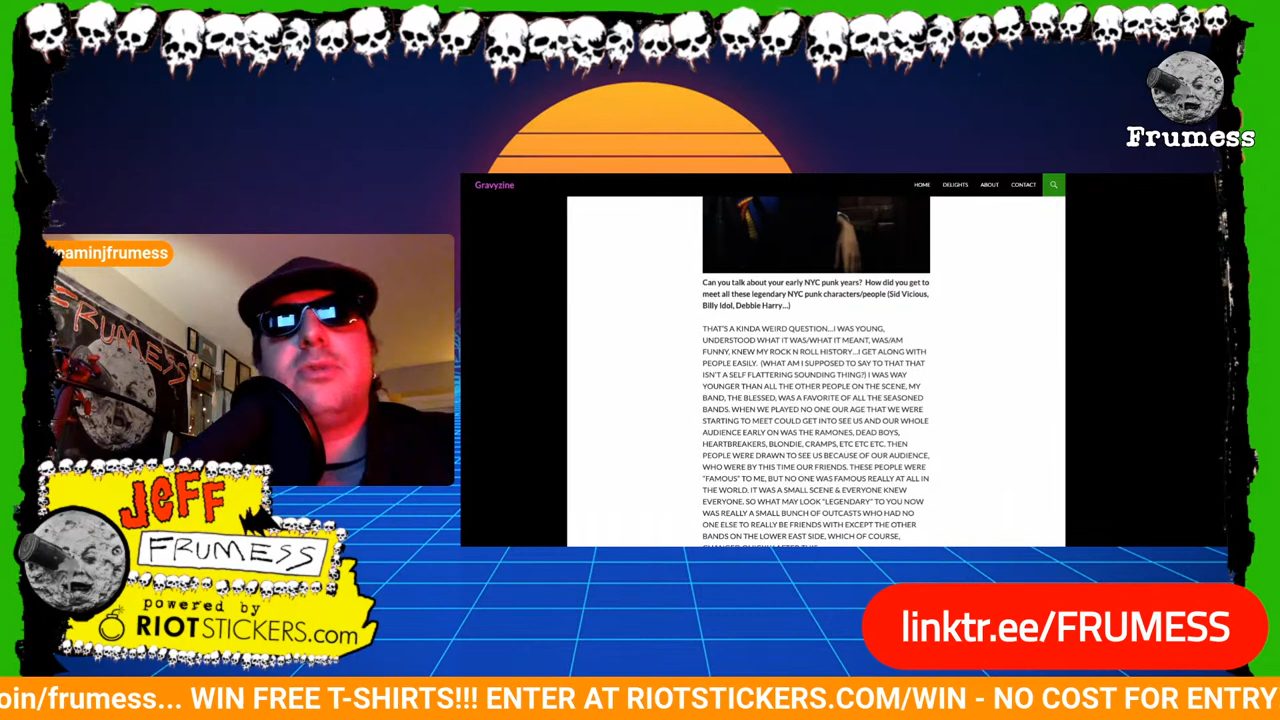 Frumess
Gravyzine
HOME DELIGHTS ABOUT CONTACT
Can you talk about your early NYC punk years? How did you get to
meet all these legendary NYC punk characters/people (Sid Vicious,
Billy Idol, Debbie Harry...)
THAT'S A KINDA WEIRD QUESTION...I WAS YOUNG,
UNDERSTOOD WHAT IT WAS/WHAT IT MEANT, WAS/AM
FUNNY, KNEW MY ROCK N ROLL HISTORY...I GET ALONG WITH
PEOPLE EASILY. (WHAT AM I SUPPOSED TO SAY TO THAT THAT
ISN'T A SELF FLATTERING SOUNDING THING?) I WAS WAY
YOUNGER THAN ALL THE OTHER PEOPLE ON THE SCENE, MY
BAND, THE BLESSED, WAS A FAVORITE OF ALL THE SEASONED
BANDS. WHEN WE PLAYED NO ONE OUR AGE THAT WE WERE
STARTING TO MEET COULD GET INTO SEE US AND OUR WHOLE
AUDIENCE EARLY ON WAS THE RAMONES, DEAD BOYS,
HEARTBREAKERS, BLONDIE, CRAMPS, ETC ETC ETC. THEN
PEOPLE WERE DRAWN TO SEE US BECAUSE OF OUR AUDIENCE,
WHO WERE BY THIS TIME OUR FRIENDS. THESE PEOPLE WERE
"FAMOUS" TO ME, BUT NO ONE WAS FAMOUS REALLY AT ALL IN
THE WORLD. IT WAS A SMALL SCENE & EVERYONE KNEW
EVERYONE. SO WHAT MAY LOOK "LEGENDARY" TO YOU NOW
WAS REALLY A SMALL BUNCH OF OUTCASTS WHO HAD NO
ONE ELSE TO REALLY BE FRIENDS WITH EXCEPT THE OTHER
BANDS ON THE LOWER EAST SIDE, WHICH OF COURSE,
eaminjfrumess
FRUMESS
JEFF
FRUMESS
powered by
RIOTSTICKERS.com
linktr.ee/FRUMESS
oin/frumess... WIN FREE T-SHIRTS!!! ENTER AT RIOTSTICKERS.COM/WIN - NO COST FOR ENTRY